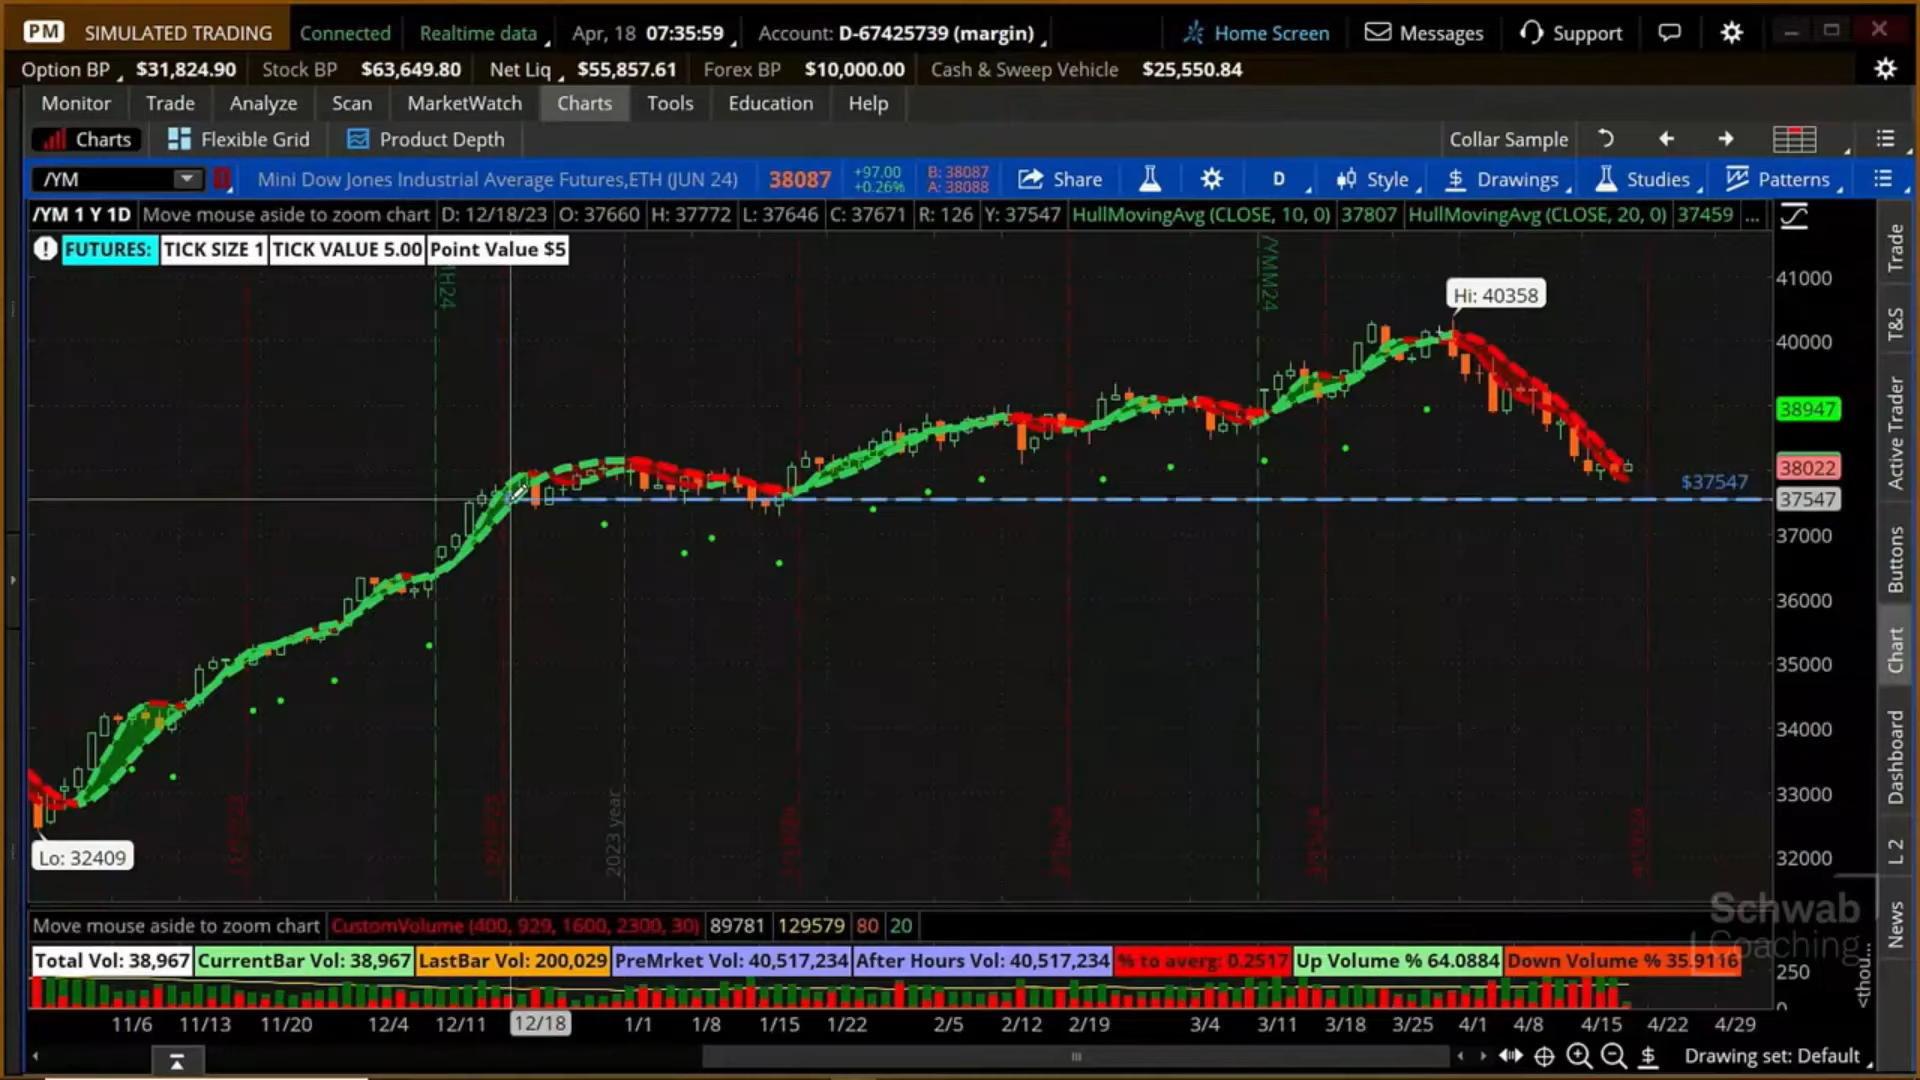 PM SIMULATED TRADING Connected Realtime data Apr, 18 07:35:59 Account: D-67425739 (margin) Home Screen Messages Support
Option BP $31,824.90 Stock BP $63,649.80 Net Liq $55,857.61 Forex BP $10,000.00 Cash & Sweep Vehicle $25,550.84
Monitor Trade Analyze Scan MarketWatch Charts Tools Education Help
Charts Flexible Grid Product Depth Collar Sample
/YM Mini Dow Jones Industrial Average Futures,ETH (JUN 24) 38087 +97.00 +0.26% B: 38087 A: 38088 Share D Style $ Drawings Studies Patterns
/YM 1 Y 1D Move mouse aside to zoom chart D: 12/18/23 O: 37660 H: 37772 L: 37646 C: 37671 R: 126 Y: 37547 HullMovingAvg (CLOSE, 10, 0) 37807 HullMovingAvg (CLOSE, 20, 0) 37459 ...
FUTURES: TICK SIZE 1 TICK VALUE 5.00 Point Value $5
/YMM24
Hi: 40358
41000
40000
38947
38022
$37547
37547
37000
36000
35000
34000
33000
32000
2023 year
Lo: 32409
Trade
T&S
Active Trader
Buttons
Chart
Dashboard
L 2
News
Schwab
Coaching
Move mouse aside to zoom chart CustomVolume (400, 929, 1600, 2300, 30) 89781 129579 80 20
Total Vol: 38,967 CurrentBar Vol: 38,967 LastBar Vol: 200,029 PreMrket Vol: 40,517,234 After Hours Vol: 40,517,234 % to averg: 0.2517 Up Volume % 64.0884 Down Volume % 35.9116
250
0
<thou...
11/6 11/13 11/20 12/4 12/11 12/18 1/1 1/8 1/15 1/22 2/5 2/12 2/19 3/4 3/11 3/18 3/25 4/1 4/8 4/15 4/22 4/29
$ Drawing set: Default